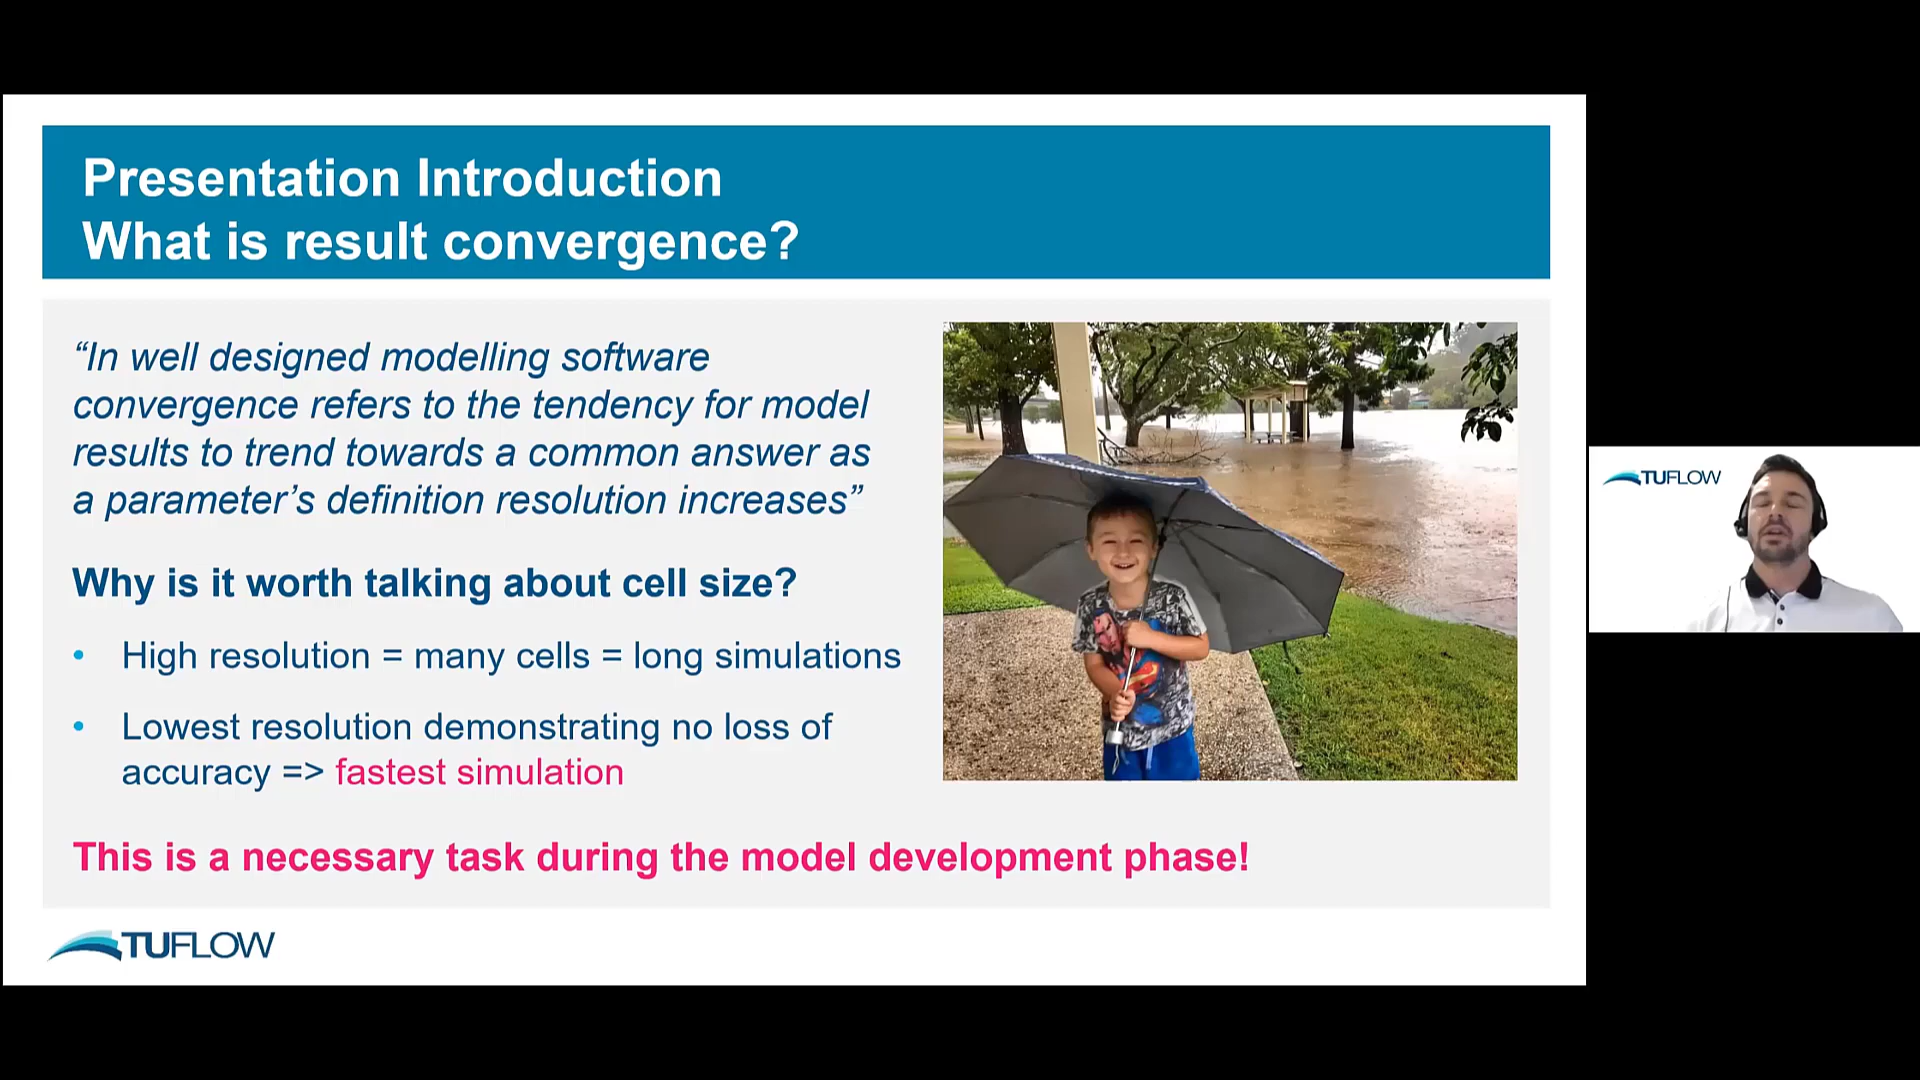 Presentation Introduction
What is result convergence?
“In well designed modelling software
convergence refers to the tendency for model
results to trend towards a common answer as
a parameter’s definition resolution increases”
Why is it worth talking about cell size?
• High resolution = many cells = long simulations
• Lowest resolution demonstrating no loss of
accuracy => fastest simulation
This is a necessary task during the model development phase!
TUFLOW
TUFLOW